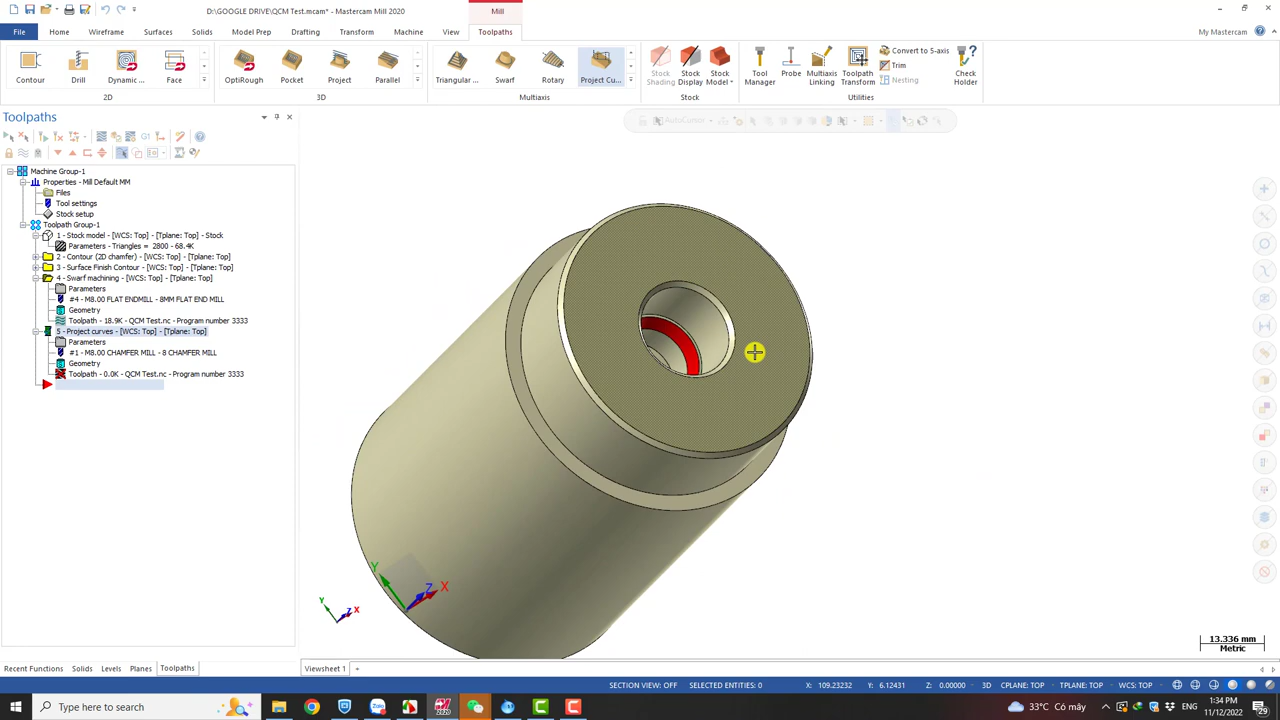 D:\GOOGLE DRIVE\QCM Test.mcam* - Mastercam Mill 2020
Mill
File Home Wireframe Surfaces Solids Model Prep Drafting Transform Machine View Toolpaths My Mastercam
Contour Drill Dynamic ... Face OptiRough Pocket Project Parallel Triangular ... Swarf Rotary Project Cu... Stock Shading Stock Display Stock Model Tool Manager Probe Multiaxis Linking Toolpath Transform Convert to 5-axis Trim Nesting Check Holder
2D 3D Multiaxis Stock Utilities
Toolpaths
AutoCursor
G1
Machine Group-1
Properties - Mill Default MM
Files
Tool settings
Stock setup
Toolpath Group-1
1 - Stock model - [WCS: Top] - [Tplane: Top] - Stock
Parameters - Triangles = 2800 - 68.4K
2 - Contour (2D chamfer) - [WCS: Top] - [Tplane: Top]
3 - Surface Finish Contour - [WCS: Top] - [Tplane: Top]
4 - Swarf machining - [WCS: Top] - [Tplane: Top]
Parameters
#4 - M8.00 FLAT ENDMILL - 8MM FLAT END MILL
Geometry
Toolpath - 18.9K - QCM Test.nc - Program number 3333
5 - Project curves - [WCS: Top] - [Tplane: Top]
Parameters
#1 - M8.00 CHAMFER MILL - 8 CHAMFER MILL
Geometry
Toolpath - 0.0K - QCM Test.nc - Program number 3333
Y Z X
Y Z X
13.336 mm
Metric
Recent Functions Solids Levels Planes Toolpaths Viewsheet 1 +
SECTION VIEW: OFF SELECTED ENTITIES: 0 X: 109.23232 Y: 6.12431 Z: 0.00000 3D CPLANE: TOP TPLANE: TOP WCS: TOP
Type here to search
33°C Có mây
1:34 PM
11/12/2022
29